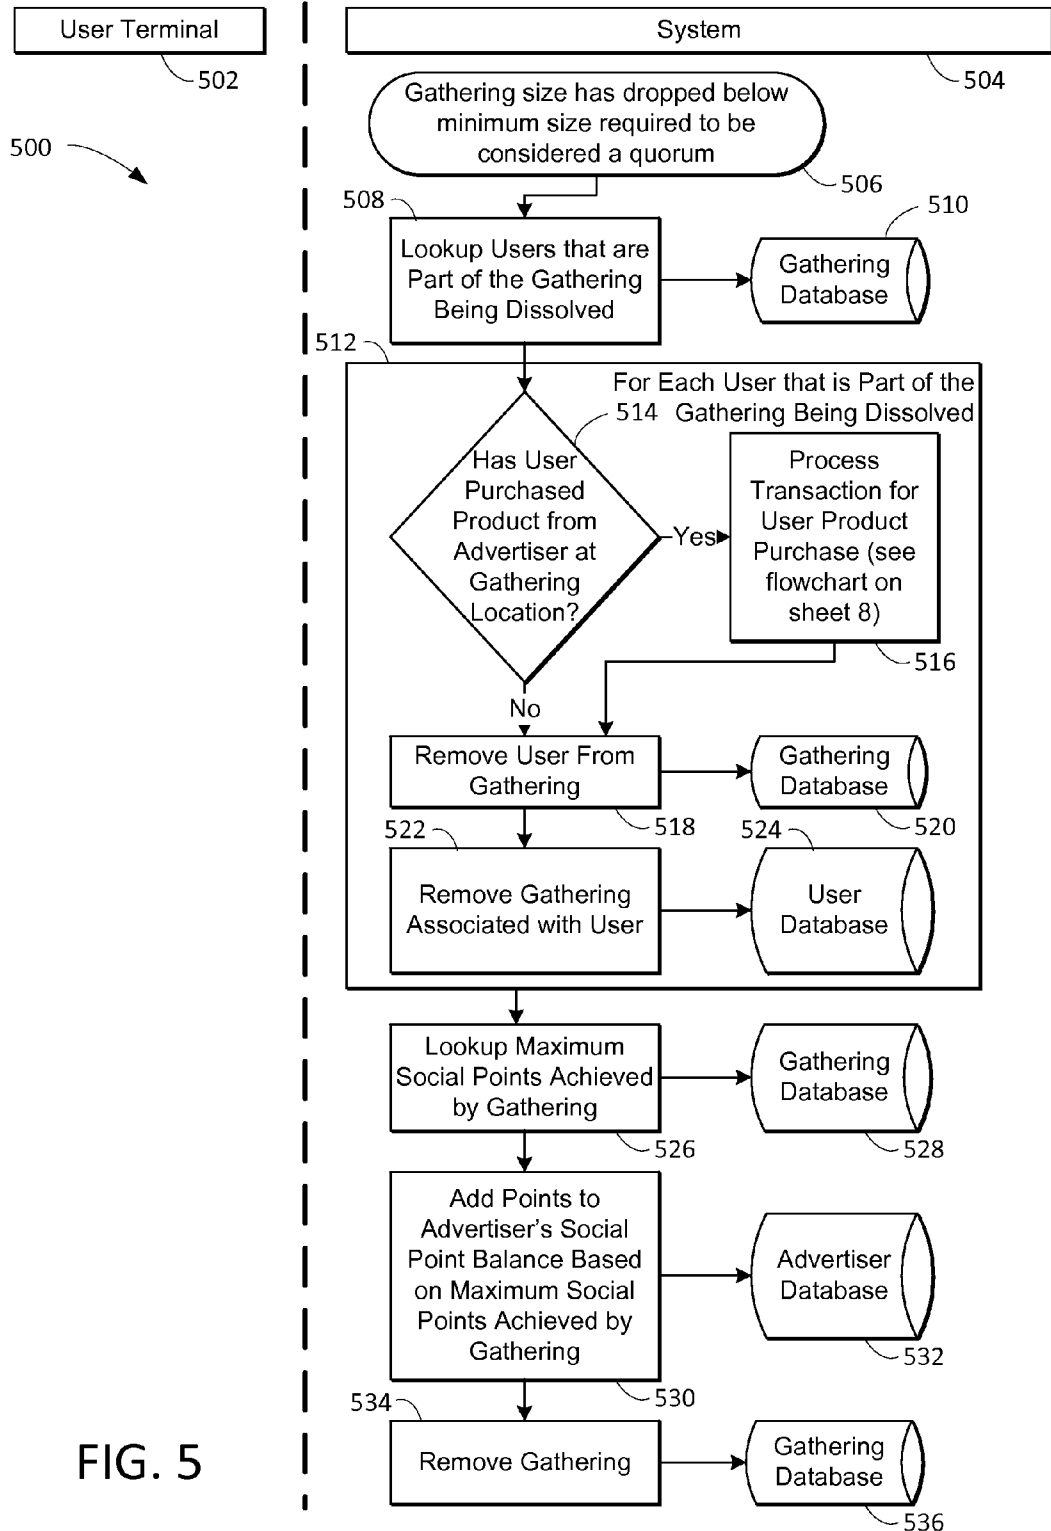 User Terminal
System
502
504
500
Gathering size has dropped below
minimum size required to be
considered a quorum
506
508
510
Lookup Users that are
Part of the Gathering
Being Dissolved
Gathering
Database
512
For Each User that is Part of the
Gathering Being Dissolved
514
Has User
Purchased
Product from
Advertiser at
Gathering
Location?
Yes
Process
Transaction for
User Product
Purchase (see
flowchart on
sheet 8)
516
No
Remove User From
Gathering
Gathering
Database
518
520
522
524
Remove Gathering
Associated with User
User
Database
Lookup Maximum
Social Points Achieved
by Gathering
Gathering
Database
526
528
Add Points to
Advertiser's Social
Point Balance Based
on Maximum Social
Points Achieved by
Gathering
Advertiser
Database
532
530
534
Remove Gathering
Gathering
Database
536
FIG. 5